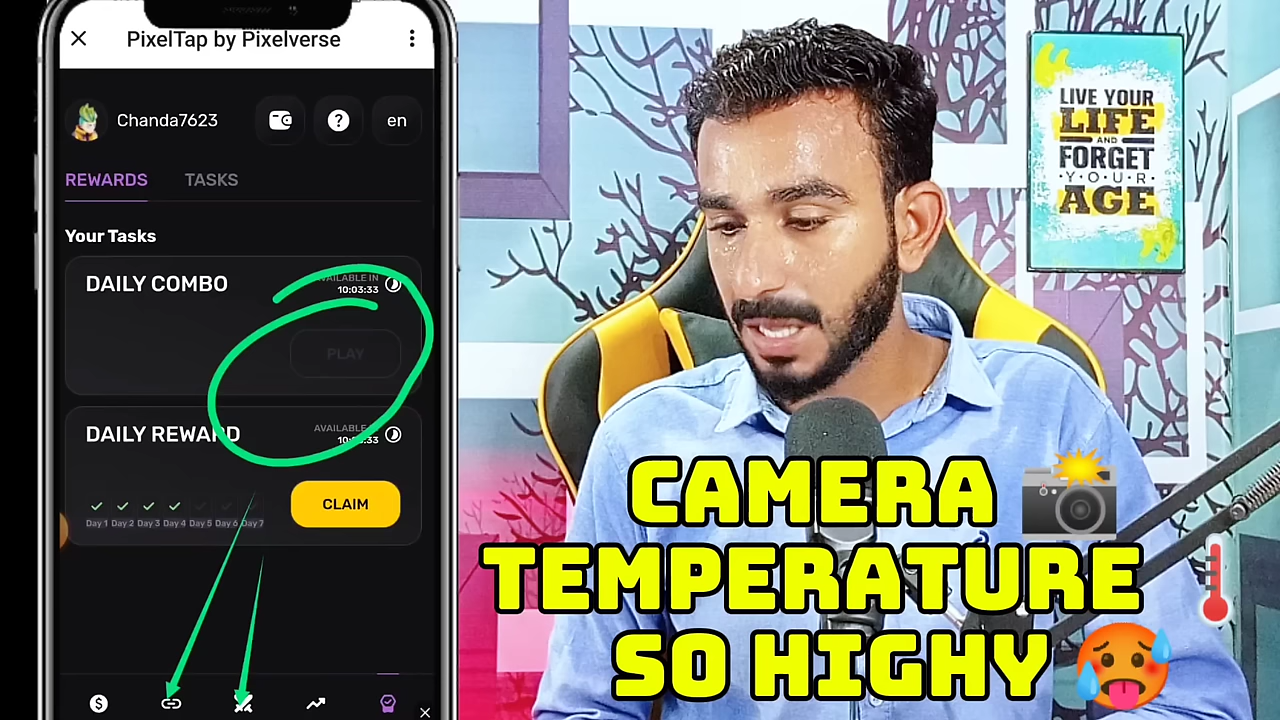 PixelTap by Pixelverse
Chanda7623
en
REWARDS TASKS
Your Tasks
DAILY COMBO
AVAILABLE IN
10:03:33
PLAY
DAILY REWARD
AVAILABLE
CLAIM
Day 1 Day 2 Day 3 Day 4 Day 5 Day 6 Day 7
LIVE YOUR
LIFE
AND
FORGET
·Y·O·U·R·
AGE
CAMERA
TEMPERATURE
SO HIGHY